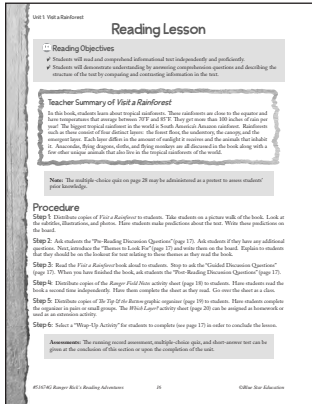 Unit 1: Visit a Rainforest
Reading Lesson
Reading Objectives
✔ Students will read and comprehend informational text independently and proficiently.
✔ Students will demonstrate understanding by answering comprehension questions and describing the
structure of the text by comparing and contrasting information in the text.
Teacher Summary of Visit a Rainforest
In this book, students learn about tropical rainforests. These rainforests are close to the equator and
have temperatures that average between 70°F and 85°F. They get more than 100 inches of rain per
year! The biggest tropical rainforest in the world is South America's Amazon rainforest. Rainforests
such as these consist of four distinct layers: the forest floor, the understory, the canopy, and the
emergent layer. Each layer differs in the amount of sunlight it receives and the animals that inhabit
it. Anacondas, flying dragons, sloths, and flying monkeys are all discussed in the book along with a
few other unique animals that also live in the tropical rainforests of the world.
Note: The multiple-choice quiz on page 28 may be administered as a pretest to assess students'
prior knowledge.
Procedure
Step 1: Distribute copies of Visit a Rainforest to students. Take students on a picture walk of the book. Look at
the subtitles, illustrations, and photos. Have students make predictions about the text. Write these predictions on
the board.
Step 2: Ask students the "Pre-Reading Discussion Questions" (page 17). Ask students if they have any additional
questions. Next, introduce the "Themes to Look For" (page 17) and write them on the board. Explain to students
that they should be on the lookout for text relating to these themes as they read the book.
Step 3: Read the Visit a Rainforest book aloud to students. Stop to ask the "Guided Discussion Questions"
(page 17). When you have finished the book, ask students the "Post-Reading Discussion Questions" (page 17).
Step 4: Distribute copies of the Ranger Field Notes activity sheet (page 18) to students. Have students read the
book a second time independently. Have them complete the sheet as they read. Go over the sheet as a class.
Step 5: Distribute copies of To Tip It the Bottom graphic organizer (page 19) to students. Have students complete
the organizer in pairs or small groups. The Which Layer? activity sheet (page 20) can be assigned as homework or
used as an extension activity.
Step 6: Select a "Wrap-Up Activity" for students to complete (see page 17) in order to conclude the lesson.
Assessments: The running record assessment, multiple-choice quiz, and short-answer test can be
given at the conclusion of this section or upon the completion of the unit.
Ranger Rick's Reading Adventures
16
©Blue Star Education